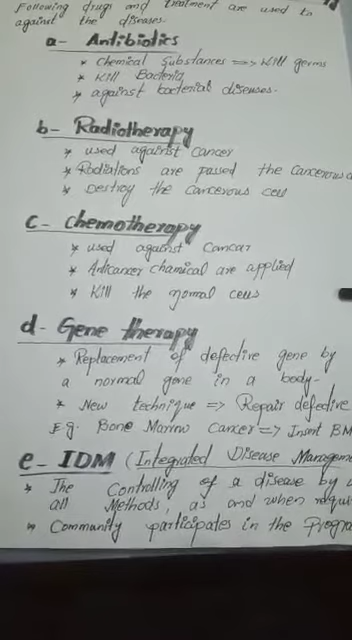 Following drugs and treatment are used to
against the diseases.
a- Antibiotics
* chemical substances => Kill germs
* Kill Bacteria
* against bacterial diseases.
b- Radiotherapy
* used against cancer
* Radiations are passed the Cancerous
* Destroy the cancerous cell
C- Chemotherapy
* used against Cancar
* Anticancer chamical are applied
* Kill the normal cells
d- Gene therapy
* Replacement of defective gene by
a normal gene in a body-
* New technique => Repair defective
Eg. Bone Marrow Cancer => Insert BM
e- IDM (Integrated Disease Manageme
* The Controlling of a disease by
all Methods, as and when requi
* Community participates in the Progra